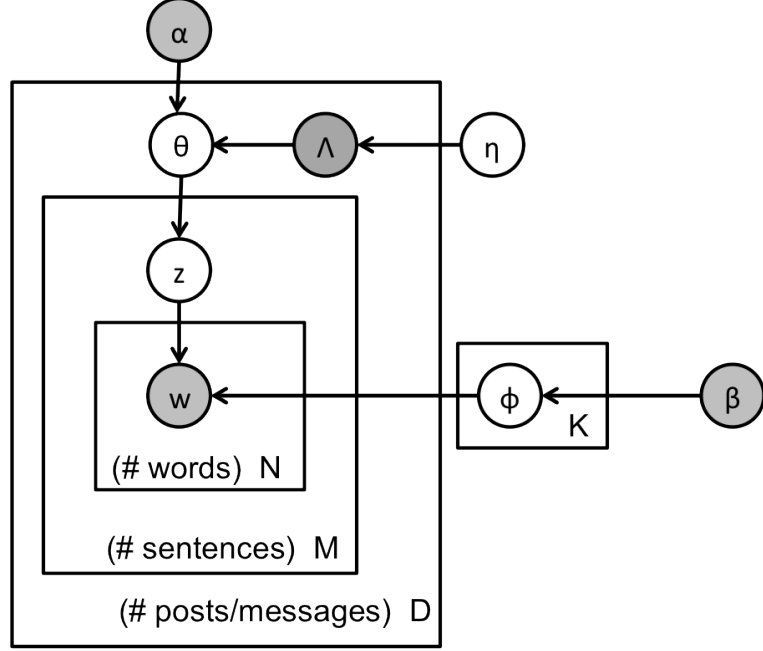 α
θ
Λ
η
z
w
ϕ
β
K
(# words) N
(# sentences) M
(# posts/messages) D